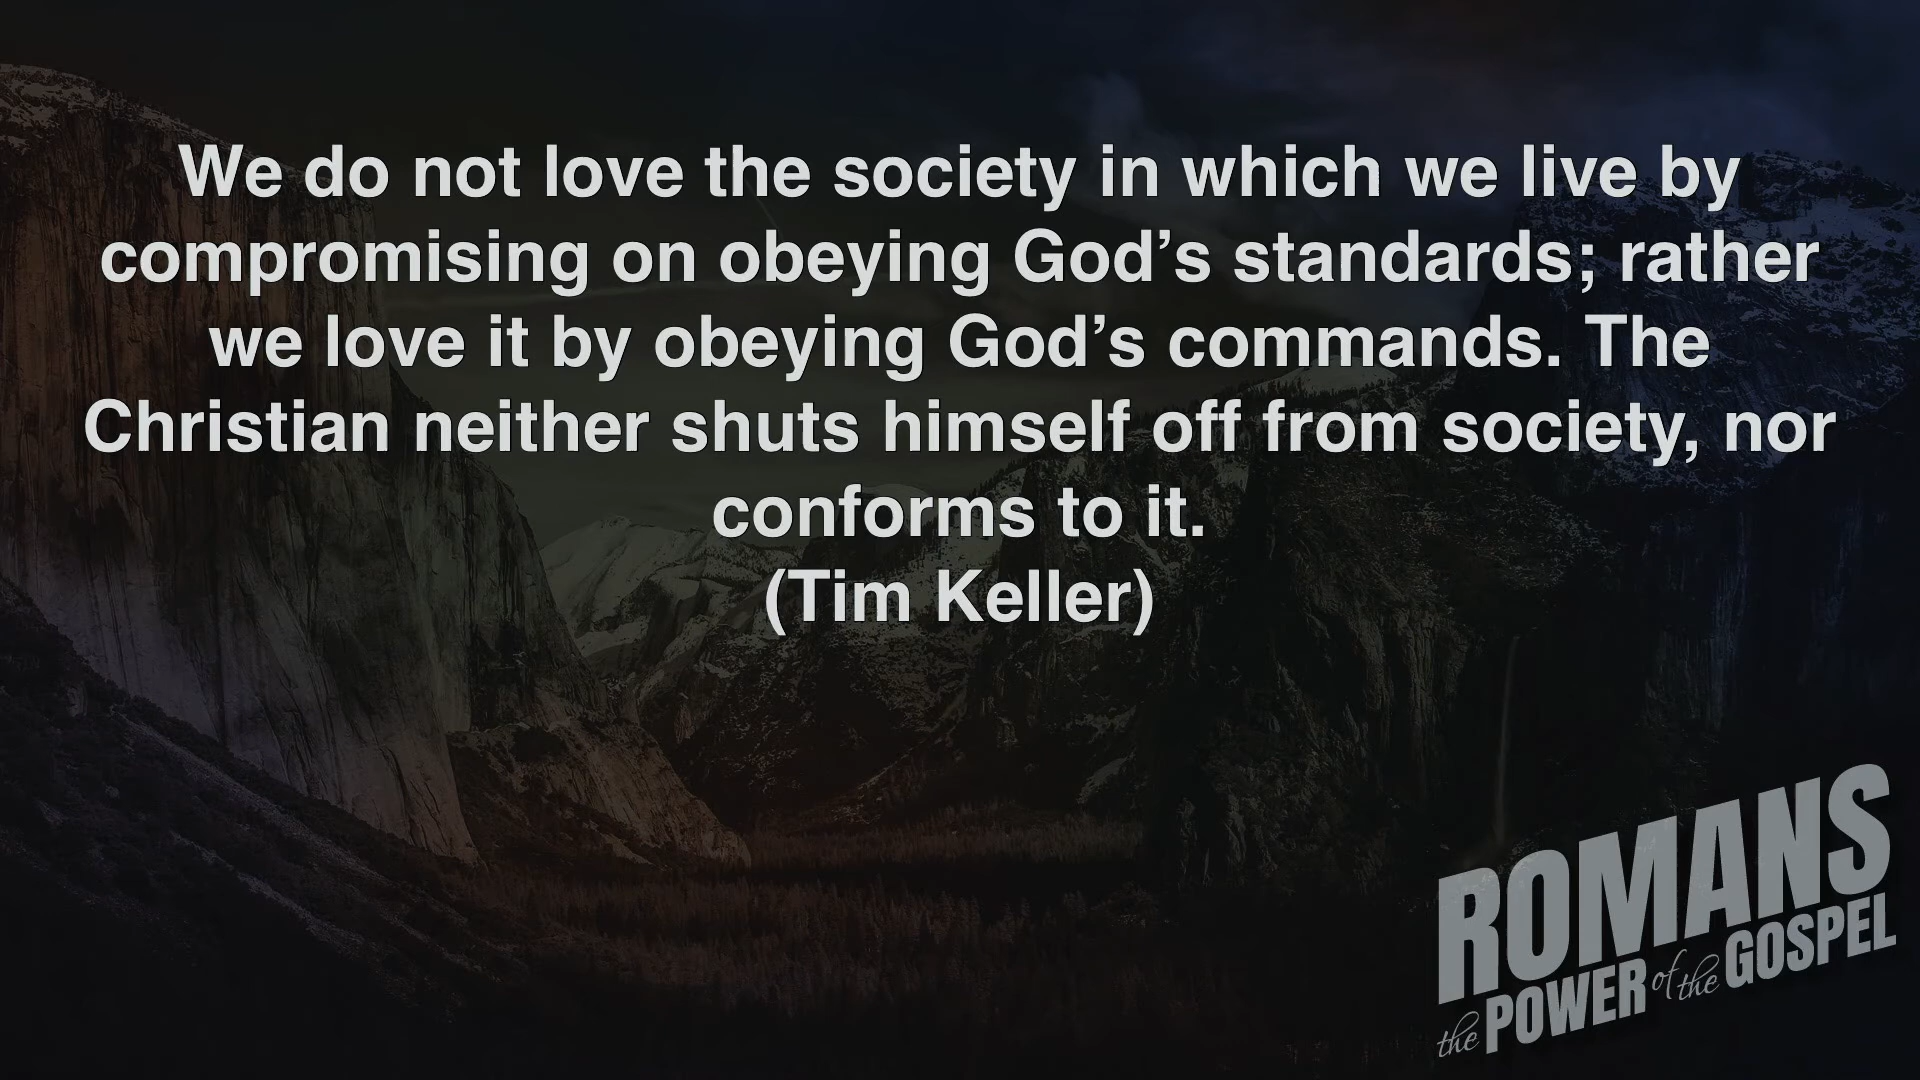 We do not love the society in which we live by
compromising on obeying God’s standards; rather
we love it by obeying God’s commands. The
Christian neither shuts himself off from society, nor
conforms to it.
(Tim Keller)
ROMANS
the POWER of the GOSPEL